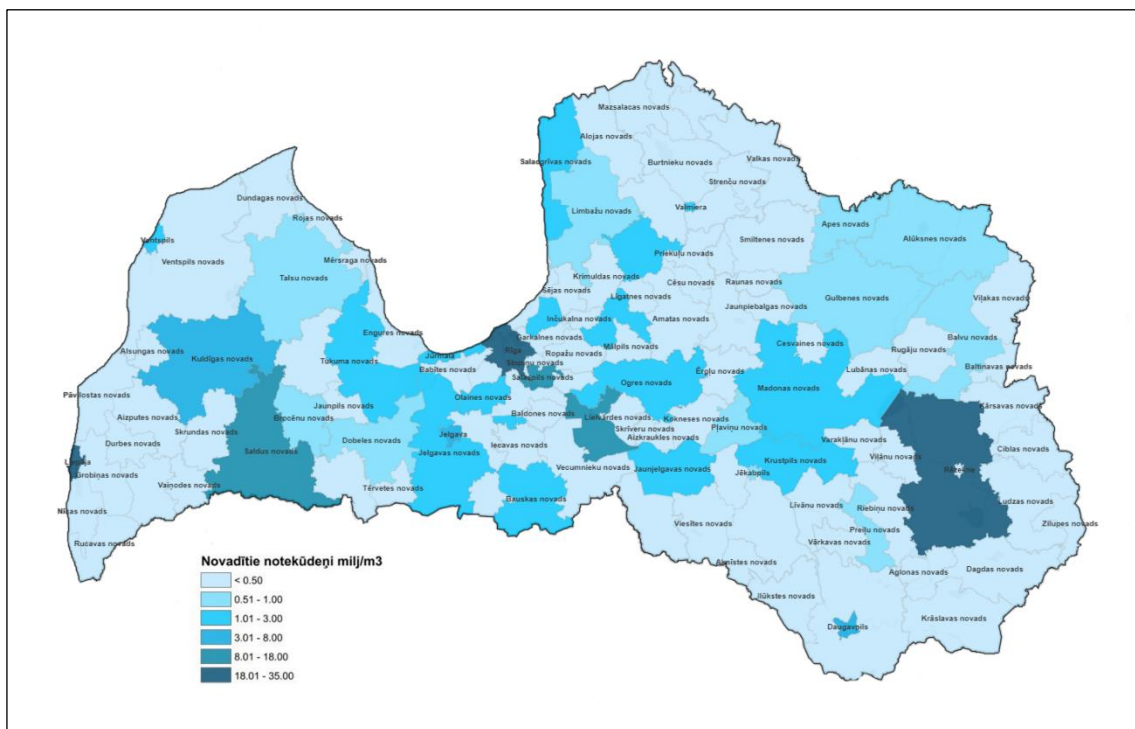 Mazsalacas novads
Alojas novads
Salacgrīvas novads
Burtnieku novads
Valkas novads
Strenču novads
Dundagas novads
Rojas novads
Limbažu novads
Valmiera
Apes novads
Alūksnes novads
Ventspils
Smiltenes novads
Ventspils novads
Mērsraga novads
Talsu novads
Priekuļu novads
Krimuldas novads
Cēsu novads
Raunas novads
Sējas novads
Līgatnes novads
Gulbenes novads
Viļakas novads
Jaunpiebalgas novads
Inčukalna novads
Amatas novads
Engures novads
Garkalnes novads
Mālpils novads
Balvu novads
Cesvaines novads
Rugāju novads
Alsungas novads
Kuldīgas novads
Tukuma novads
Jūrmala
Rīga
Ropažu novads
Babītes novads
Stopiņu novads
Salaspils novads
Ērgļu novads
Lubānas novads
Baltinavas novads
Ogres novads
Madonas novads
Pāvilostas novads
Olaines novads
Kārsavas novads
Jaunpils novads
Brocēnu novads
Baldones novads
Lielvārdes novads
Kokneses novads
Aizputes novads
Skrundas novads
Skrīveru novads
Pļaviņu novads
Jelgava
Aizkraukles novads
Varakļānu novads
Durbes novads
Dobeles novads
Iecavas novads
Ciblas novads
Saldus novads
Jelgavas novads
Viļānu novads
Krustpils novads
Liepāja
Vecumnieku novads
Jaunjelgavas novads
Jēkabpils
Rēzekne
Grobiņas novads
Vaiņodes novads
Tērvetes novads
Bauskas novads
Līvānu novads
Riebiņu novads
Ludzas novads
Nīcas novads
Viesītes novads
Preiļu novads
Zilupes novads
Rucavas novads
Vārkavas novads
Aknīstes novads
Aglonas novads
Dagdas novads
Ilūkstes novads
Krāslavas novads
Daugavpils
Novadītie notekūdeņi milj/m3
< 0.50
0.51 - 1.00
1.01 - 3.00
3.01 - 8.00
8.01 - 18.00
18.01 - 35.00